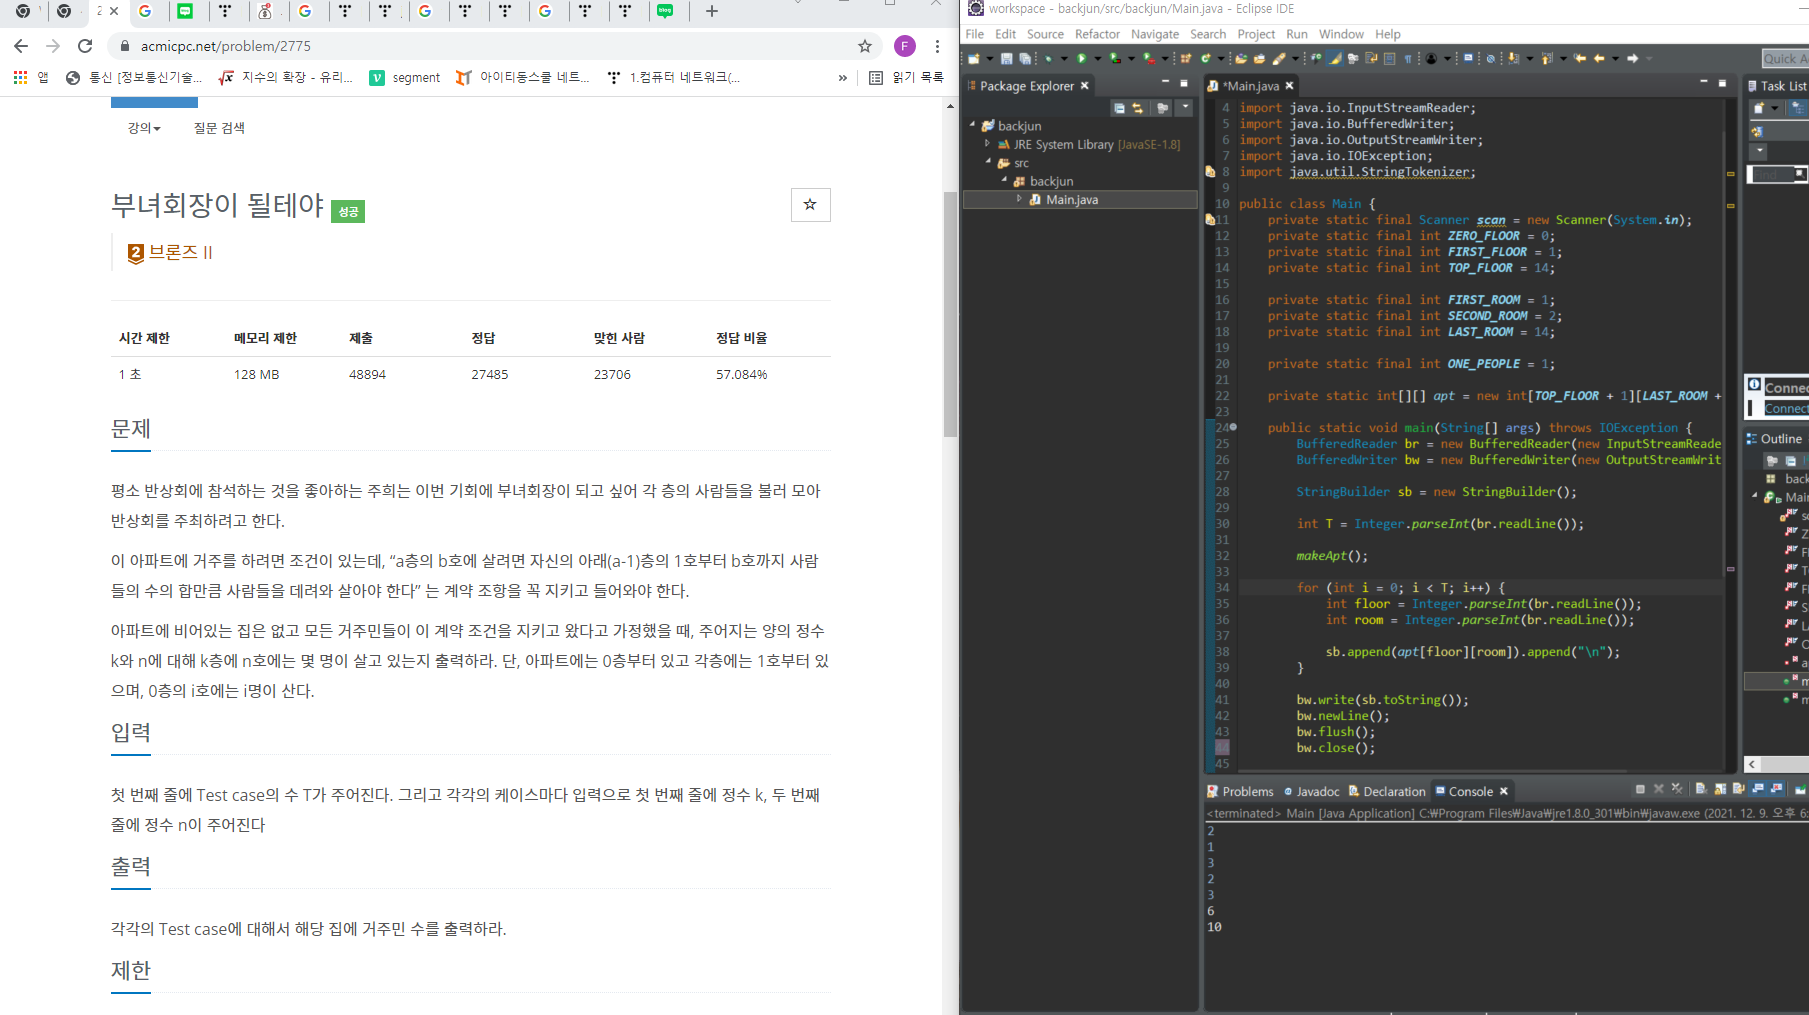 acmicpc.net/problem/2775
앱
통신 [정보통신기술...
지수의 확장 - 유리...
segment
아이티동스쿨 네트...
1.컴퓨터 네트워크(...
»
읽기 목록
강의
질문 검색
부녀회장이 될테야 성공
2 브론즈 II
시간 제한 메모리 제한 제출 정답 맞힌 사람 정답 비율
1 초 128 MB 48894 27485 23706 57.084%
문제
평소 반상회에 참석하는 것을 좋아하는 주희는 이번 기회에 부녀회장이 되고 싶어 각 층의 사람들을 불러 모아
반상회를 주최하려고 한다.
이 아파트에 거주를 하려면 조건이 있는데, “a층의 b호에 살려면 자신의 아래(a-1)층의 1호부터 b호까지 사람
들의 수의 합만큼 사람들을 데려와 살아야 한다” 는 계약 조항을 꼭 지키고 들어와야 한다.
아파트에 비어있는 집은 없고 모든 거주민들이 이 계약 조건을 지키고 왔다고 가정했을 때, 주어지는 양의 정수
k와 n에 대해 k층에 n호에는 몇 명이 살고 있는지 출력하라. 단, 아파트에는 0층부터 있고 각층에는 1호부터 있
으며, 0층의 i호에는 i명이 산다.
입력
첫 번째 줄에 Test case의 수 T가 주어진다. 그리고 각각의 케이스마다 입력으로 첫 번째 줄에 정수 k, 두 번째
줄에 정수 n이 주어진다
출력
각각의 Test case에 대해서 해당 집에 거주민 수를 출력하라.
제한
workspace - backjun/src/backjun/Main.java - Eclipse IDE
File Edit Source Refactor Navigate Search Project Run Window Help
Quick A
Package Explorer
backjun
JRE System Library [JavaSE-1.8]
src
backjun
Main.java
*Main.java
4 import java.io.InputStreamReader;
5 import java.io.BufferedWriter;
6 import java.io.OutputStreamWriter;
7 import java.io.IOException;
8 import java.util.StringTokenizer;
9
10 public class Main {
11 private static final Scanner scan = new Scanner(System.in);
12 private static final int ZERO_FLOOR = 0;
13 private static final int FIRST_FLOOR = 1;
14 private static final int TOP_FLOOR = 14;
15
16 private static final int FIRST_ROOM = 1;
17 private static final int SECOND_ROOM = 2;
18 private static final int LAST_ROOM = 14;
19
20 private static final int ONE_PEOPLE = 1;
21
22 private static int[][] apt = new int[TOP_FLOOR + 1][LAST_ROOM +
23
24 public static void main(String[] args) throws IOException {
25 BufferedReader br = new BufferedReader(new InputStreamReade
26 BufferedWriter bw = new BufferedWriter(new OutputStreamWrit
27
28 StringBuilder sb = new StringBuilder();
29
30 int T = Integer.parseInt(br.readLine());
31
32 makeApt();
33
34 for (int i = 0; i < T; i++) {
35 int floor = Integer.parseInt(br.readLine());
36 int room = Integer.parseInt(br.readLine());
37
38 sb.append(apt[floor][room]).append("\n");
39 }
40
41 bw.write(sb.toString());
42 bw.newLine();
43 bw.flush();
44 bw.close();
45
Task List
Find
Connec
Connect
Outline
back
Main
Problems Javadoc Declaration Console
<terminated> Main [Java Application] C:₩Program Files₩Java₩jre1.8.0_301₩bin₩javaw.exe (2021. 12. 9. 오후 6:
2
1
3
2
3
6
10